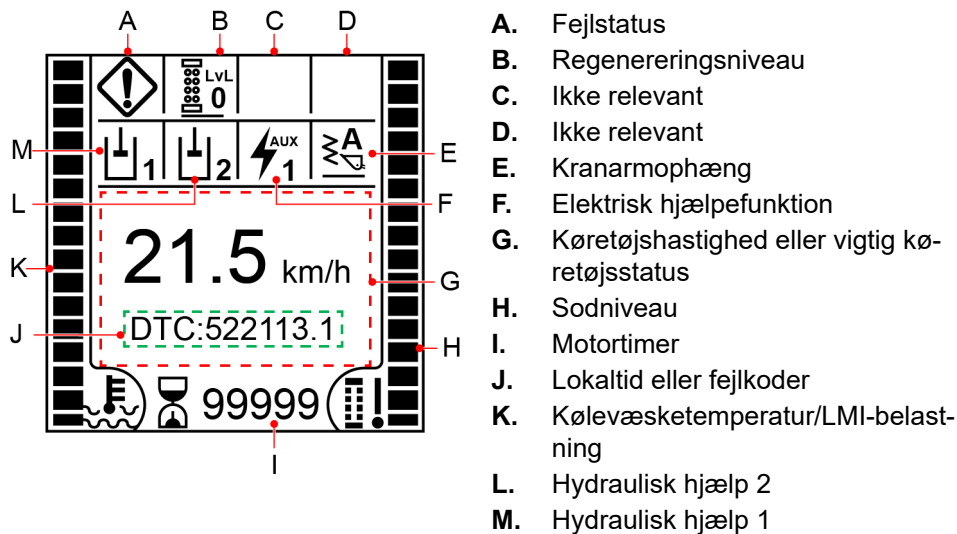 A B C D
LvL
0
M 1 2 AUX 1 A E
L F
21.5 km/h
K G
J DTC:522113.1 H
99999
I
A. Fejlstatus
B. Regenereringsniveau
C. Ikke relevant
D. Ikke relevant
E. Kranarmophæng
F. Elektrisk hjælpefunktion
G. Køretøjshastighed eller vigtig kø-
retøjsstatus
H. Sodniveau
I. Motortimer
J. Lokaltid eller fejlkoder
K. Kølevæsketemperatur/LMI-belast-
ning
L. Hydraulisk hjælp 2
M. Hydraulisk hjælp 1